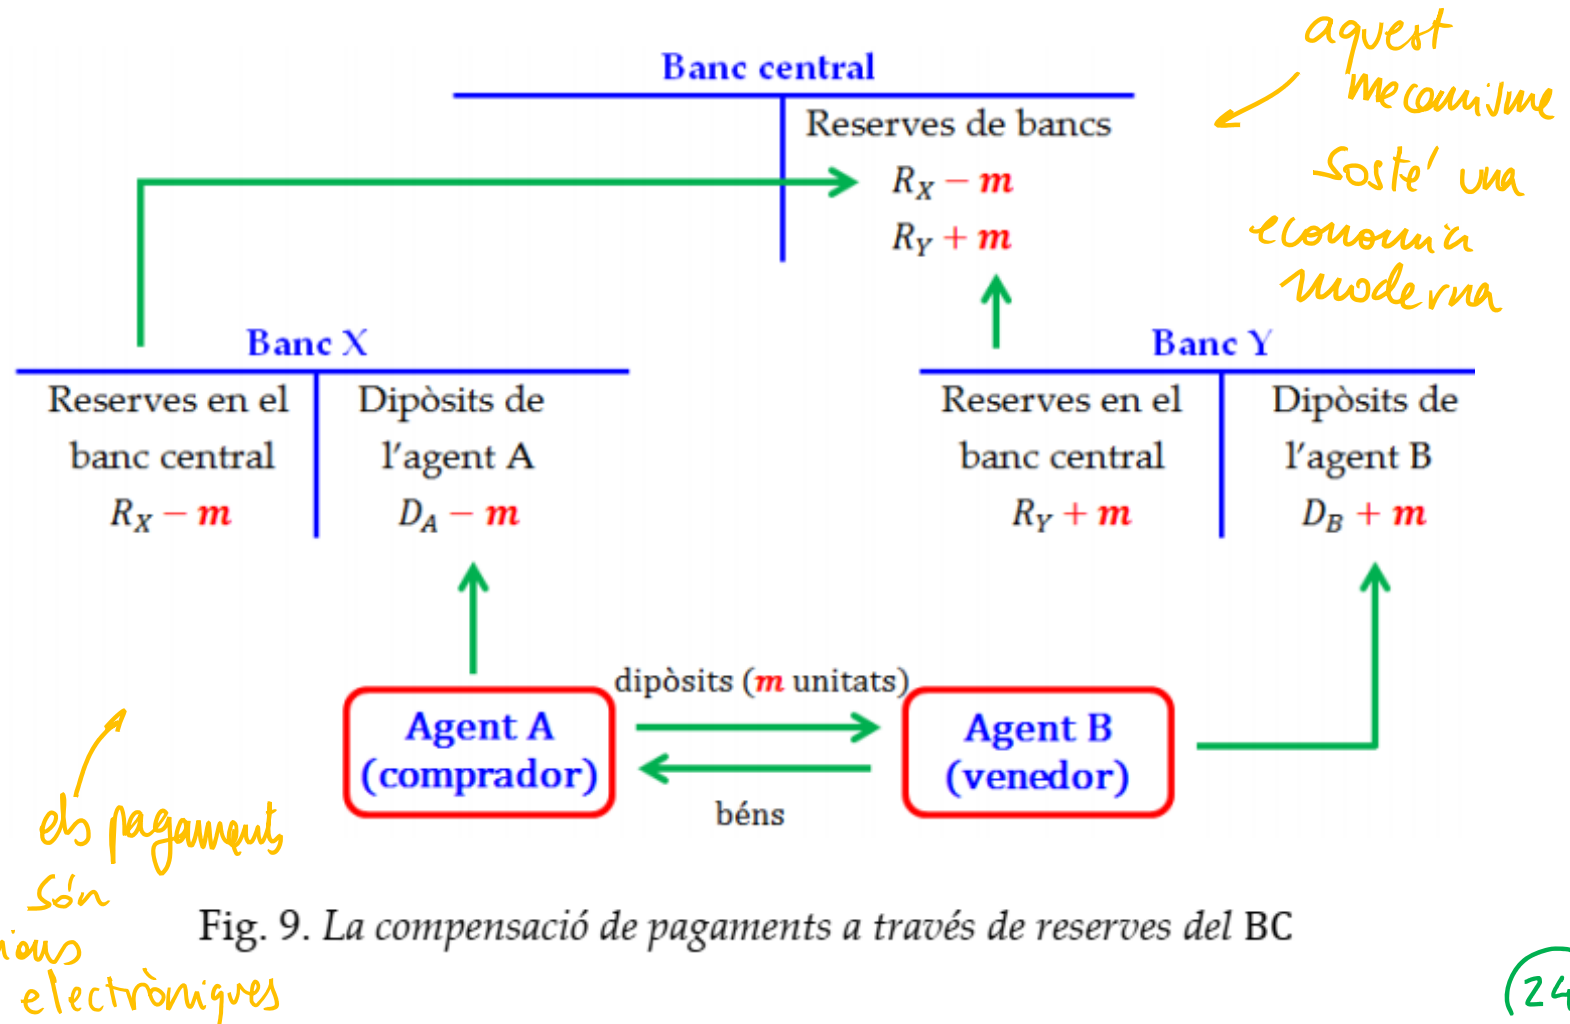 aquest
mecanisme
sosté una
economia
moderna
Banc central
Reserves de bancs
R_X − m
R_Y + m
Banc X
Reserves en el
banc central
R_X − m
Dipòsits de
l'agent A
D_A − m
Banc Y
Reserves en el
banc central
R_Y + m
Dipòsits de
l'agent B
D_B + m
dipòsits (m unitats)
Agent A
(comprador)
Agent B
(venedor)
béns
els pagaments
són
electròniques
Fig. 9. La compensació de pagaments a través de reserves del BC
24